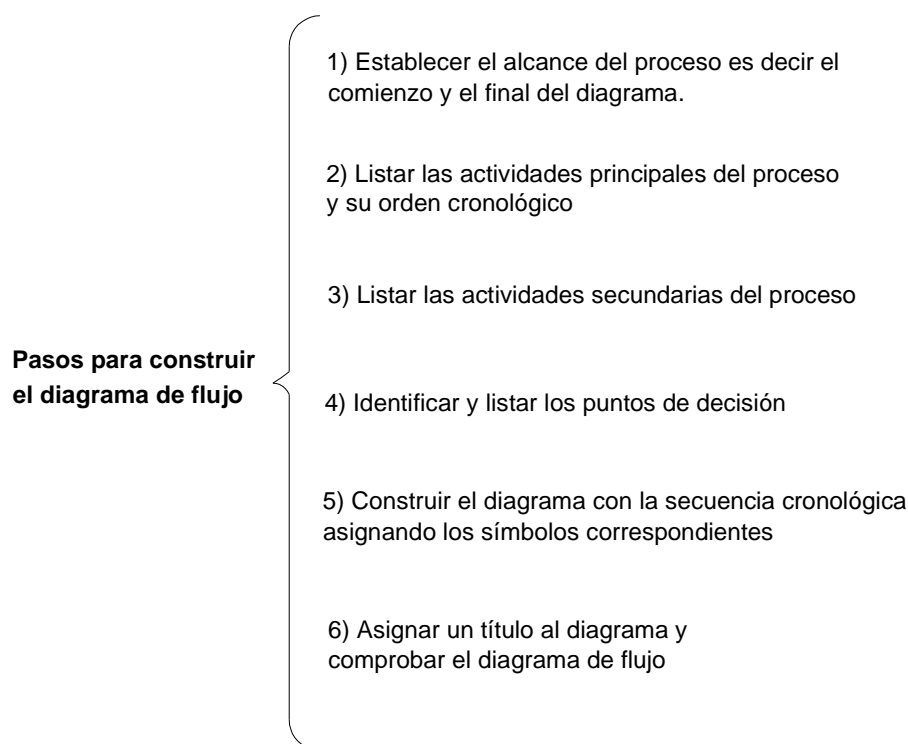 Pasos para construir
el diagrama de flujo
1) Establecer el alcance del proceso es decir el
comienzo y el final del diagrama.
2) Listar las actividades principales del proceso
y su orden cronológico
3) Listar las actividades secundarias del proceso
4) Identificar y listar los puntos de decisión
5) Construir el diagrama con la secuencia cronológica
asignando los símbolos correspondientes
6) Asignar un título al diagrama y
comprobar el diagrama de flujo